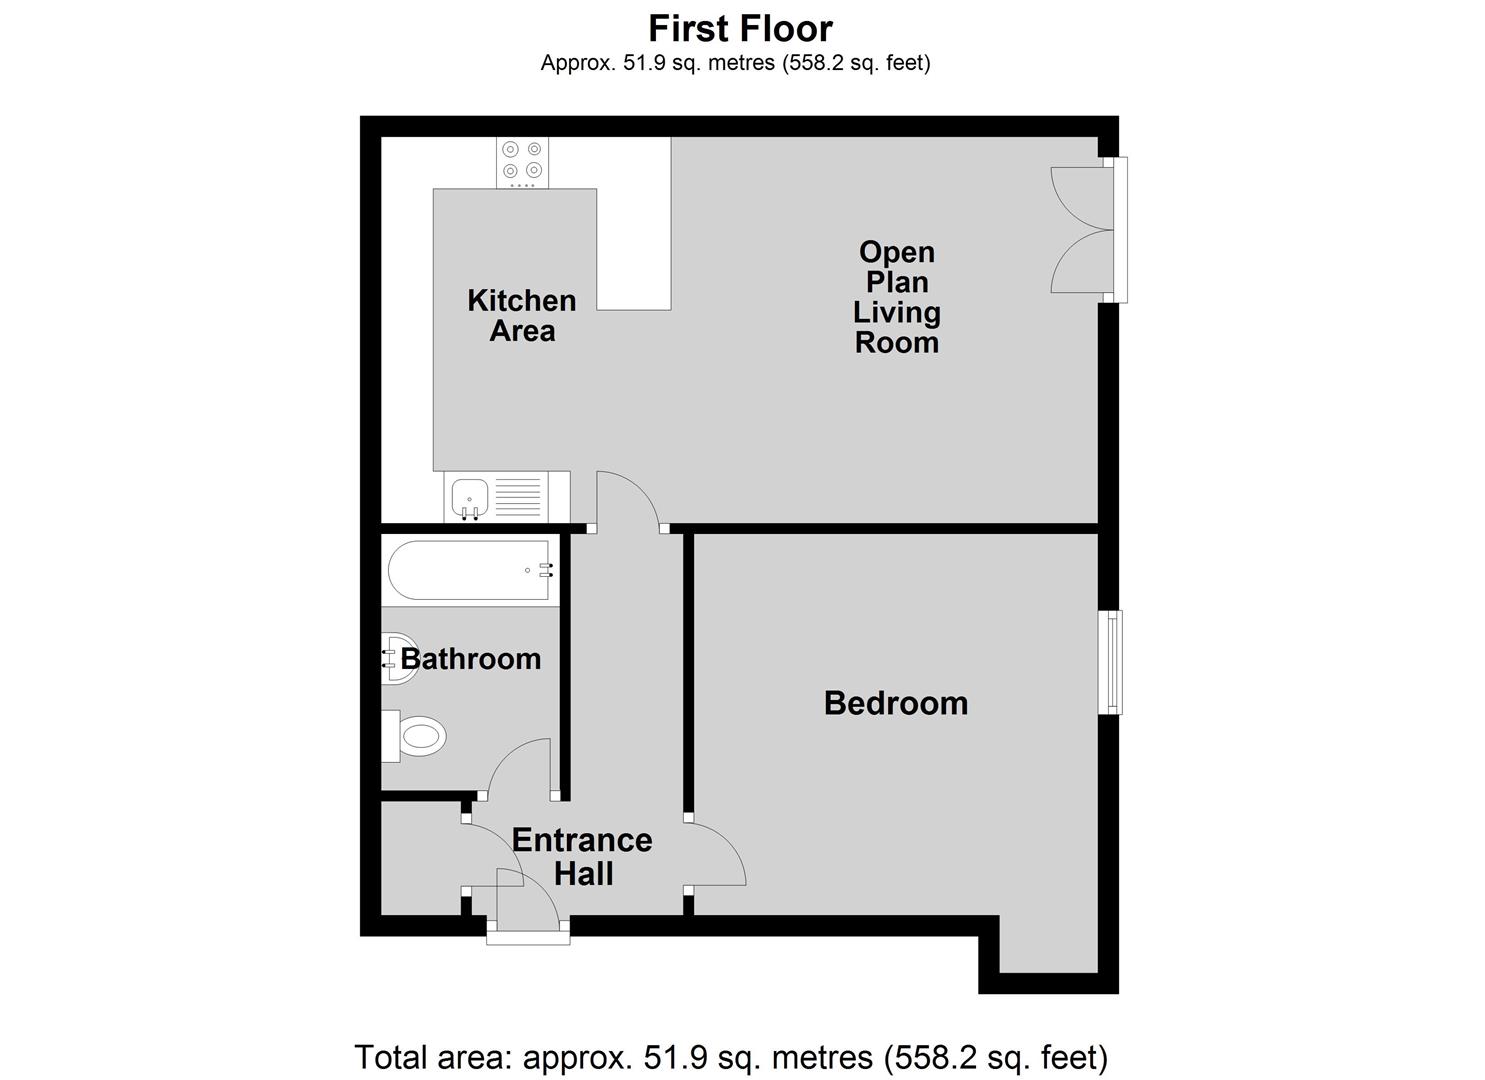 First Floor
Approx. 51.9 sq. metres (558.2 sq. feet)
Open
Plan
Living
Room
Kitchen
Area
Bathroom
Bedroom
Entrance
Hall
Total area: approx. 51.9 sq. metres (558.2 sq. feet)